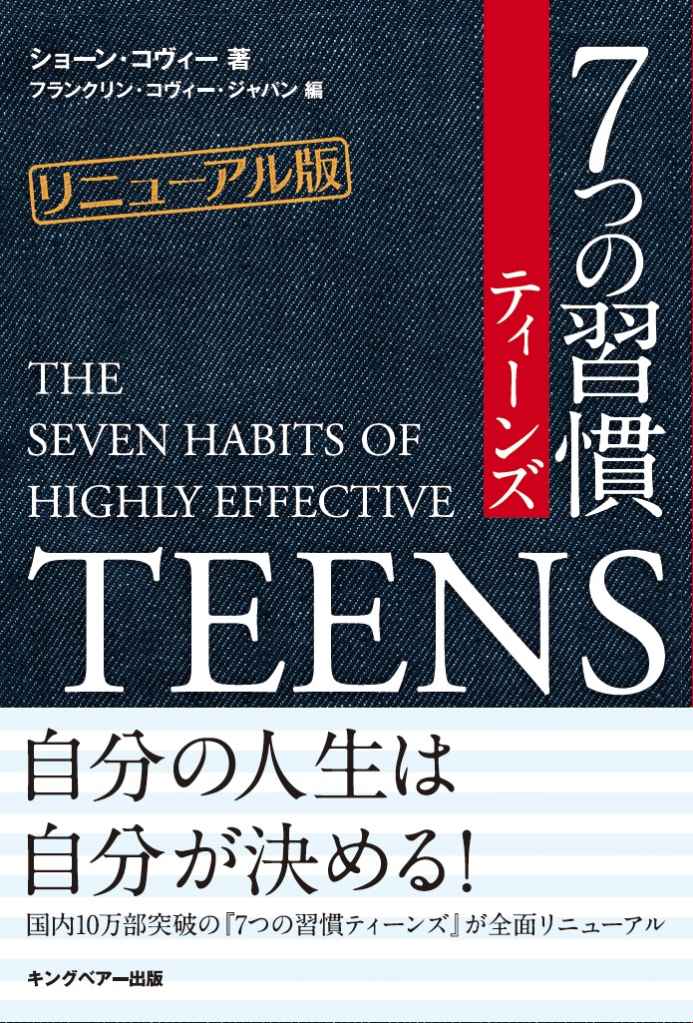 ショーン・コヴィー 著
フランクリン・コヴィー・ジャパン 編
リニューアル版
7つの習慣
ティーンズ
THE
SEVEN HABITS OF
HIGHLY EFFECTIVE
TEENS
自分の人生は
自分が決める!
国内10万部突破の『7つの習慣ティーンズ』が全面リニューアル
キングベアー出版